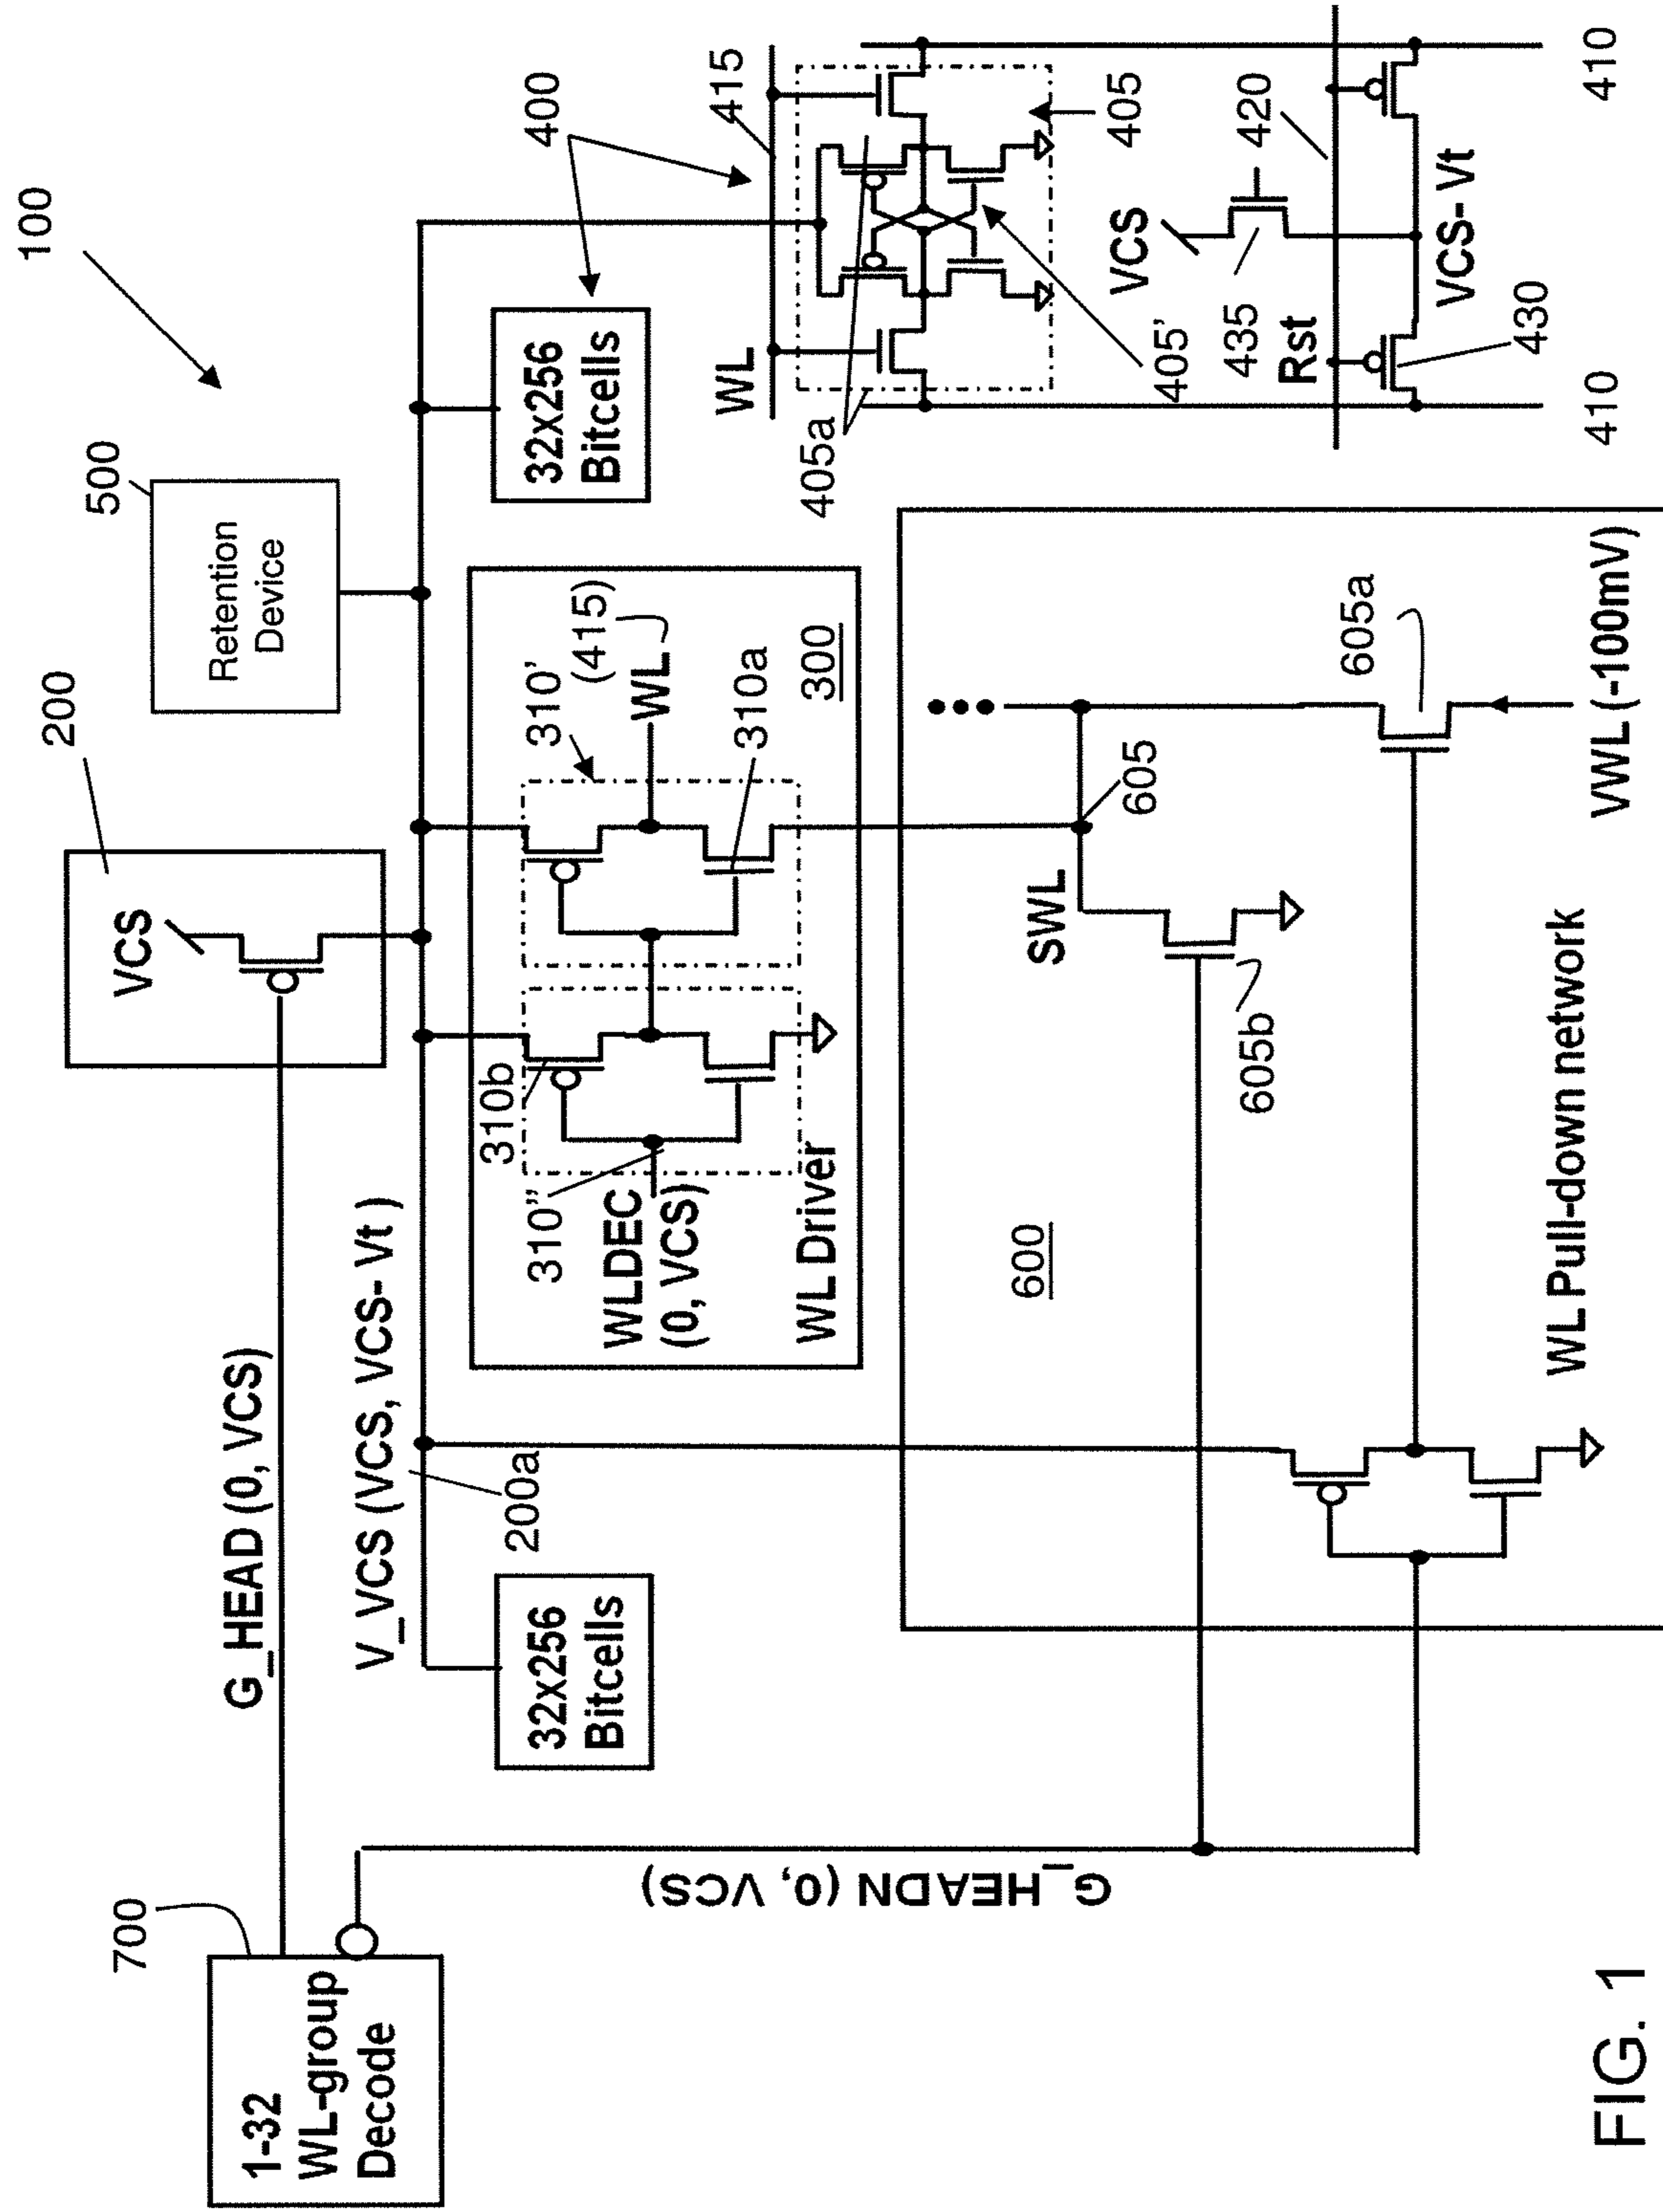 100
200
500
Retention
Device
400
VCS
G_HEAD (0, VCS)
700
1-32
WL-group
Decode
V_VCS (VCS, VCS- Vt )
200a
32x256
Bitcells
32x256
Bitcells
310b
310’
(415)
WL
310a
300
310”
WLDEC
(0, VCS)
WL Driver
WL
415
405a
405
405’
VCS
435
420
Rst
VCS- Vt
430
410
410
G_HEADN (0, VCS)
600
SWL
605
605b
605a
WL Pull-down network
VWL (-100mV)
FIG. 1